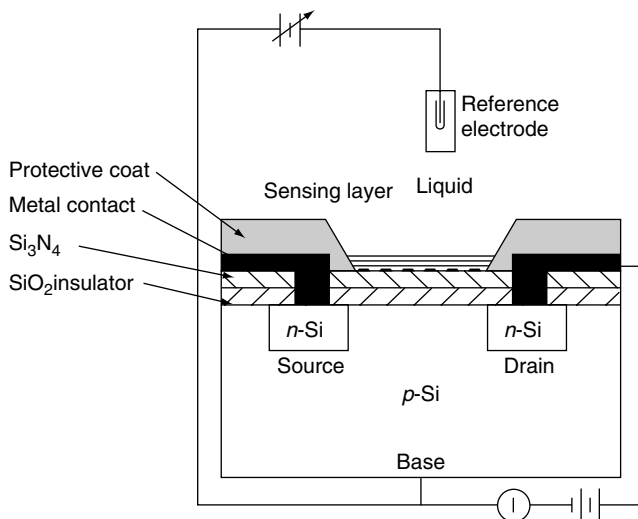 Reference
electrode
Protective coat
Sensing layer
Liquid
Metal contact
Si₃N₄
SiO₂insulator
n-Si
n-Si
Source
Drain
p-Si
Base
I